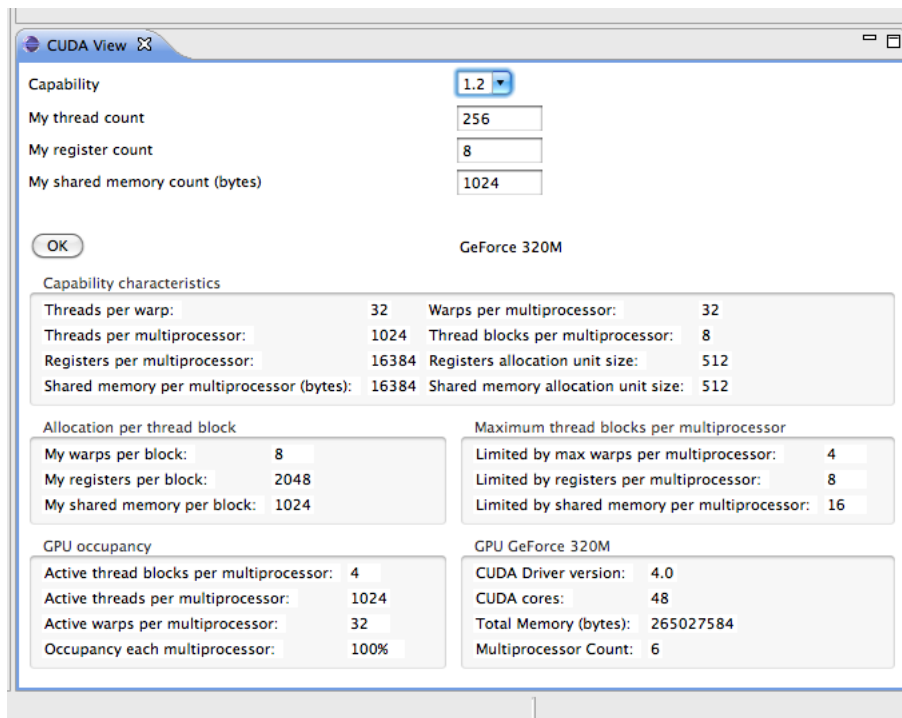 CUDA View
Capability 1.2
My thread count 256
My register count 8
My shared memory count (bytes) 1024
OK GeForce 320M
Capability characteristics
Threads per warp: 32 Warps per multiprocessor: 32
Threads per multiprocessor: 1024 Thread blocks per multiprocessor: 8
Registers per multiprocessor: 16384 Registers allocation unit size: 512
Shared memory per multiprocessor (bytes): 16384 Shared memory allocation unit size: 512
Allocation per thread block Maximum thread blocks per multiprocessor
My warps per block: 8 Limited by max warps per multiprocessor: 4
My registers per block: 2048 Limited by registers per multiprocessor: 8
My shared memory per block: 1024 Limited by shared memory per multiprocessor: 16
GPU occupancy GPU GeForce 320M
Active thread blocks per multiprocessor: 4 CUDA Driver version: 4.0
Active threads per multiprocessor: 1024 CUDA cores: 48
Active warps per multiprocessor: 32 Total Memory (bytes): 265027584
Occupancy each multiprocessor: 100% Multiprocessor Count: 6